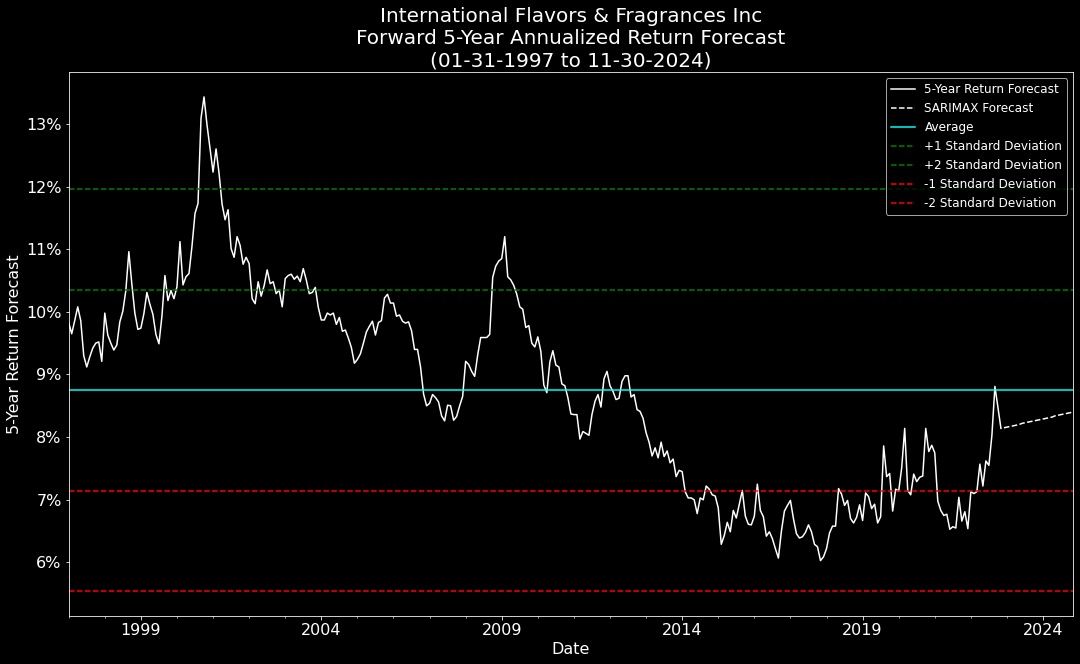 International Flavors & Fragrances Inc
Forward 5-Year Annualized Return Forecast
(01-31-1997 to 11-30-2024)
5-Year Return Forecast
SARIMAX Forecast
Average
+1 Standard Deviation
+2 Standard Deviation
-1 Standard Deviation
-2 Standard Deviation
5-Year Return Forecast
13%
12%
11%
10%
9%
8%
7%
6%
1999 2004 2009 2014 2019 2024
Date